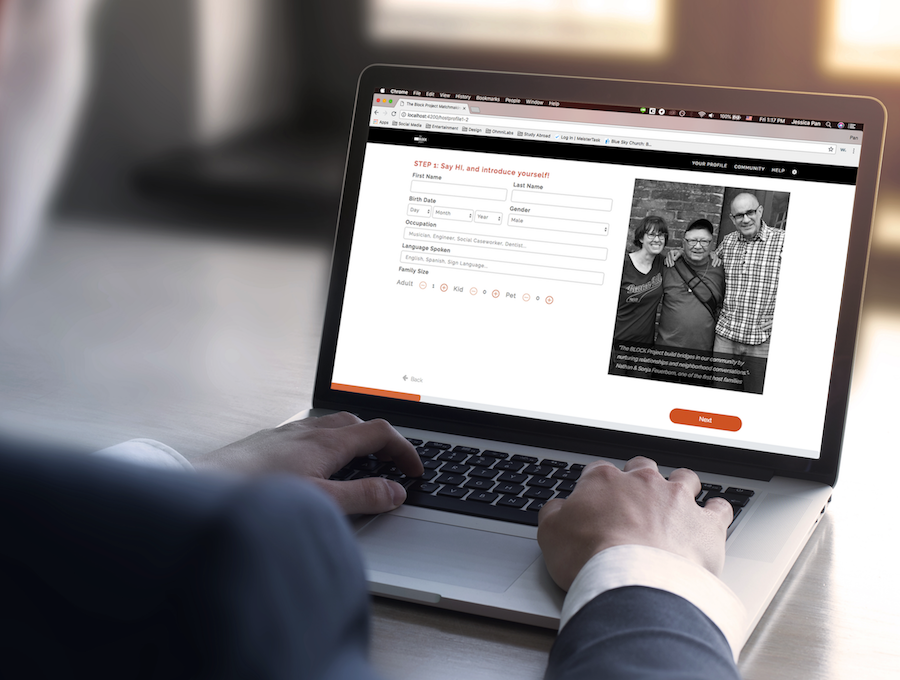 Chrome File Edit View History Bookmarks People Window Help
100% Fri 1:17 PM Jessica Pan
The Block Project Matchmakin
Pan
localhost:4200/hostprofile1-2
Apps Social Media Entertainment Design OhmniLabs Study Abroad Log In | MeisterTask Blue Sky Church: B...
YOUR PROFILE COMMUNITY HELP
STEP 1: Say Hi, and introduce yourself!
First Name Last Name
Birth Date Gender
Day Month Year Male
Occupation
Musician, Engineer, Social Caseworker, Dentist...
Language Spoken
English, Spanish, Sign Language...
Family Size
Adult 1 Kid 0 Pet 0
"The BLOCK Project build bridges in our community by
nurturing relationships and neighborhood conversations."-
Nathan & Sonja Feuerborn, one of the first host families
Back
Next